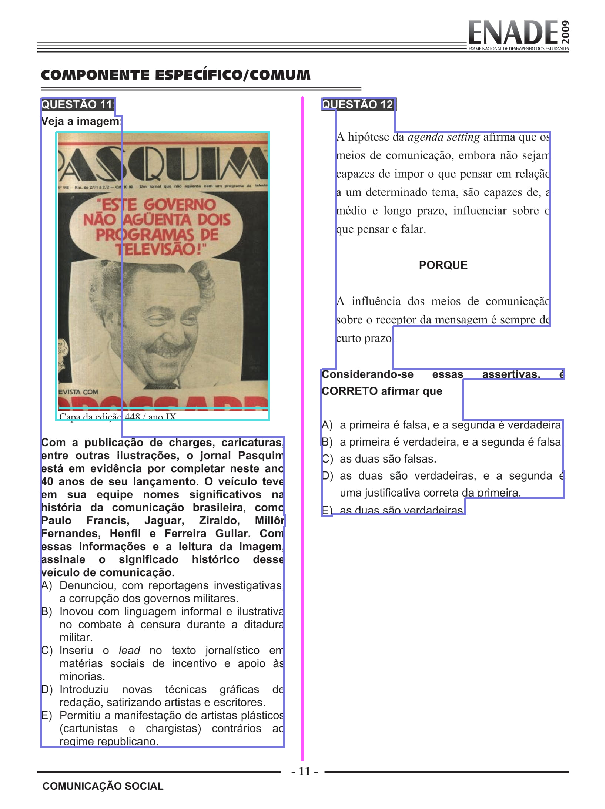 ENADE 2009
EXAME NACIONAL DE DESEMPENHO DOS ESTUDANTES
COMPONENTE ESPECÍFICO/COMUM
QUESTÃO 11
Veja a imagem:
PASQUIM
"ESTE GOVERNO
NÃO AGÜENTA DOIS
PROGRAMAS DE
TELEVISÃO!"
Capa da edição 448 / ano IX
Com a publicação de charges, caricaturas,
entre outras ilustrações, o jornal Pasquim
está em evidência por completar neste ano
40 anos de seu lançamento. O veículo teve
em sua equipe nomes significativos na
história da comunicação brasileira, como
Paulo Francis, Jaguar, Ziraldo, Millôr
Fernandes, Henfil e Ferreira Gullar. Com
essas informações e a leitura da imagem,
assinale o significado histórico desse
veículo de comunicação.
A) Denunciou, com reportagens investigativas,
a corrupção dos governos militares.
B) Inovou com linguagem informal e ilustrativa
no combate à censura durante a ditadura
militar.
C) Inseriu o lead no texto jornalístico em
matérias sociais de incentivo e apoio às
minorias.
D) Introduziu novas técnicas gráficas de
redação, satirizando artistas e escritores.
E) Permitiu a manifestação de artistas plásticos
(cartunistas e chargistas) contrários ao
regime republicano.
QUESTÃO 12
A hipótese da agenda setting afirma que os
meios de comunicação, embora não sejam
capazes de impor o que pensar em relação
a um determinado tema, são capazes de, a
médio e longo prazo, influenciar sobre o
que pensar e falar.
PORQUE
A influência dos meios de comunicação
sobre o receptor da mensagem é sempre de
curto prazo
Considerando-se essas assertivas, é
CORRETO afirmar que
A) a primeira é falsa, e a segunda é verdadeira
B) a primeira é verdadeira, e a segunda é falsa
C) as duas são falsas.
D) as duas são verdadeiras, e a segunda é
uma justificativa correta da primeira.
E) as duas são verdadeiras
- 11 -
COMUNICAÇÃO SOCIAL